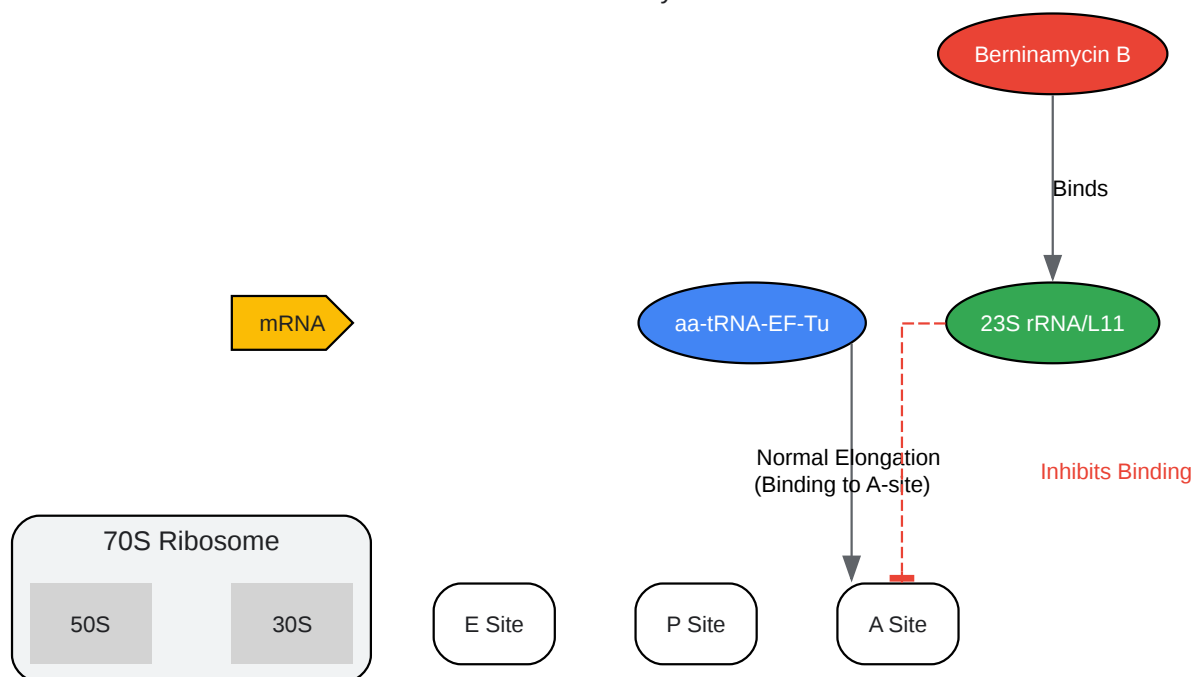 Berninamycin B
Binds
mRNA
aa-tRNA-EF-Tu
23S rRNA/L11
Normal Elongation
(Binding to A-site)
Inhibits Binding
70S Ribosome
50S
30S
E Site
P Site
A Site